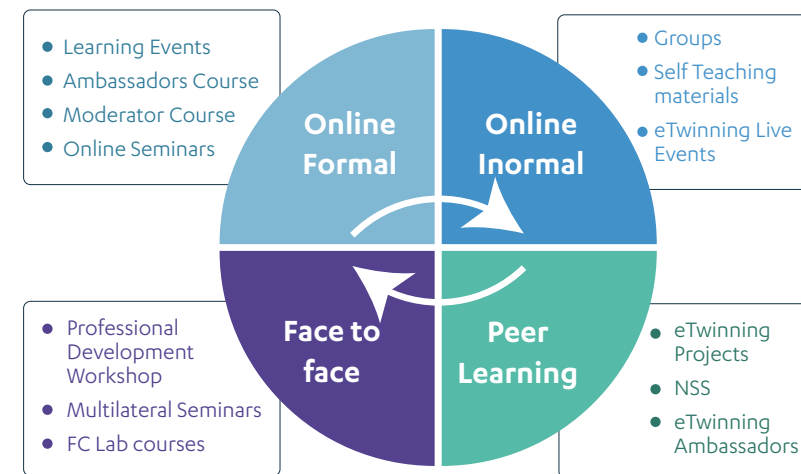 Learning Events
Ambassadors Course
Moderator Course
Online Seminars
Online
Formal
Online
Inormal
Groups
Self Teaching
materials
eTwinning Live
Events
Professional
Development
Workshop
Multilateral Seminars
FC Lab courses
Face to
face
Peer
Learning
eTwinning
Projects
NSS
eTwinning
Ambassadors